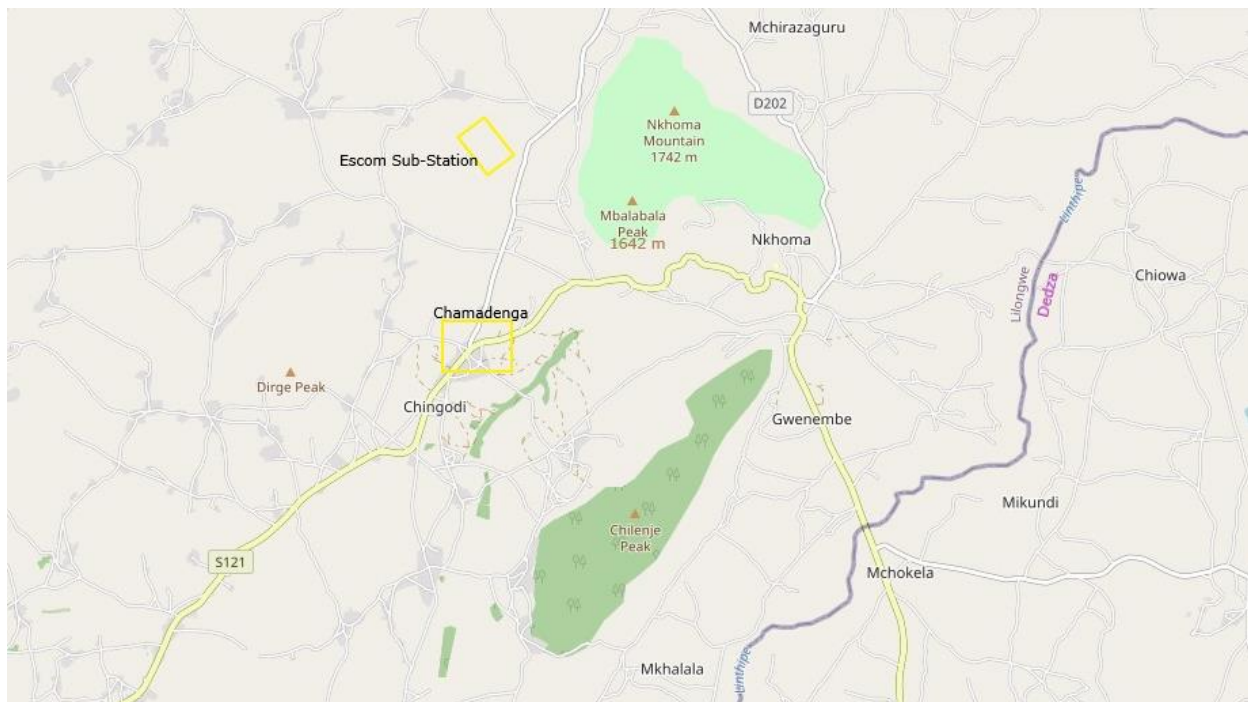 Mchirazaguru
D202
Nkhoma
Mountain
1742 m
Escom Sub-Station
Linthipe
Mbalabala
Peak
1642 m
Nkhoma
Chiowa
Lilongwe
Dedza
Chamadenga
Dirge Peak
Chingodi
Gwenembe
Mikundi
Chilenje
Peak
S121
Mchokela
Mkhalala
Linthipe